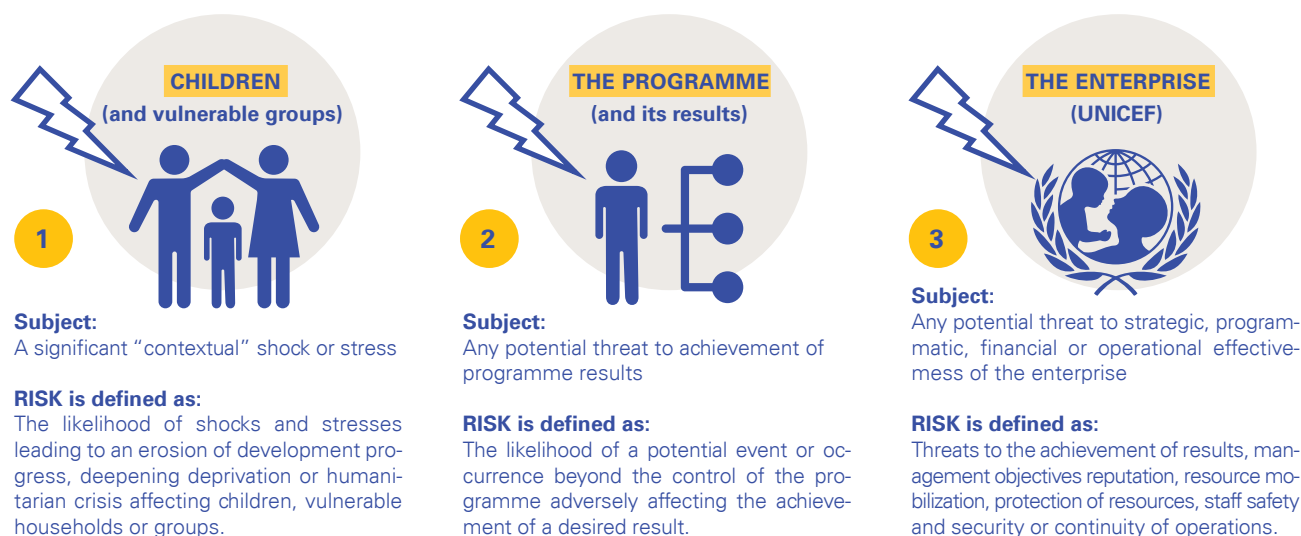 CHILDREN
(and vulnerable groups)
1
Subject:
A significant “contextual” shock or stress
RISK is defined as:
The likelihood of shocks and stresses
leading to an erosion of development pro-
gress, deepening deprivation or humani-
tarian crisis affecting children, vulnerable
households or groups.
THE PROGRAMME
(and its results)
2
Subject:
Any potential threat to achievement of
programme results
RISK is defined as:
The likelihood of a potential event or oc-
currence beyond the control of the pro-
gramme adversely affecting the achieve-
ment of a desired result.
THE ENTERPRISE
(UNICEF)
3
Subject:
Any potential threat to strategic, program-
matic, financial or operational effective-
mess of the enterprise
RISK is defined as:
Threats to the achievement of results, man-
agement objectives reputation, resource mo-
bilization, protection of resources, staff safety
and security or continuity of operations.